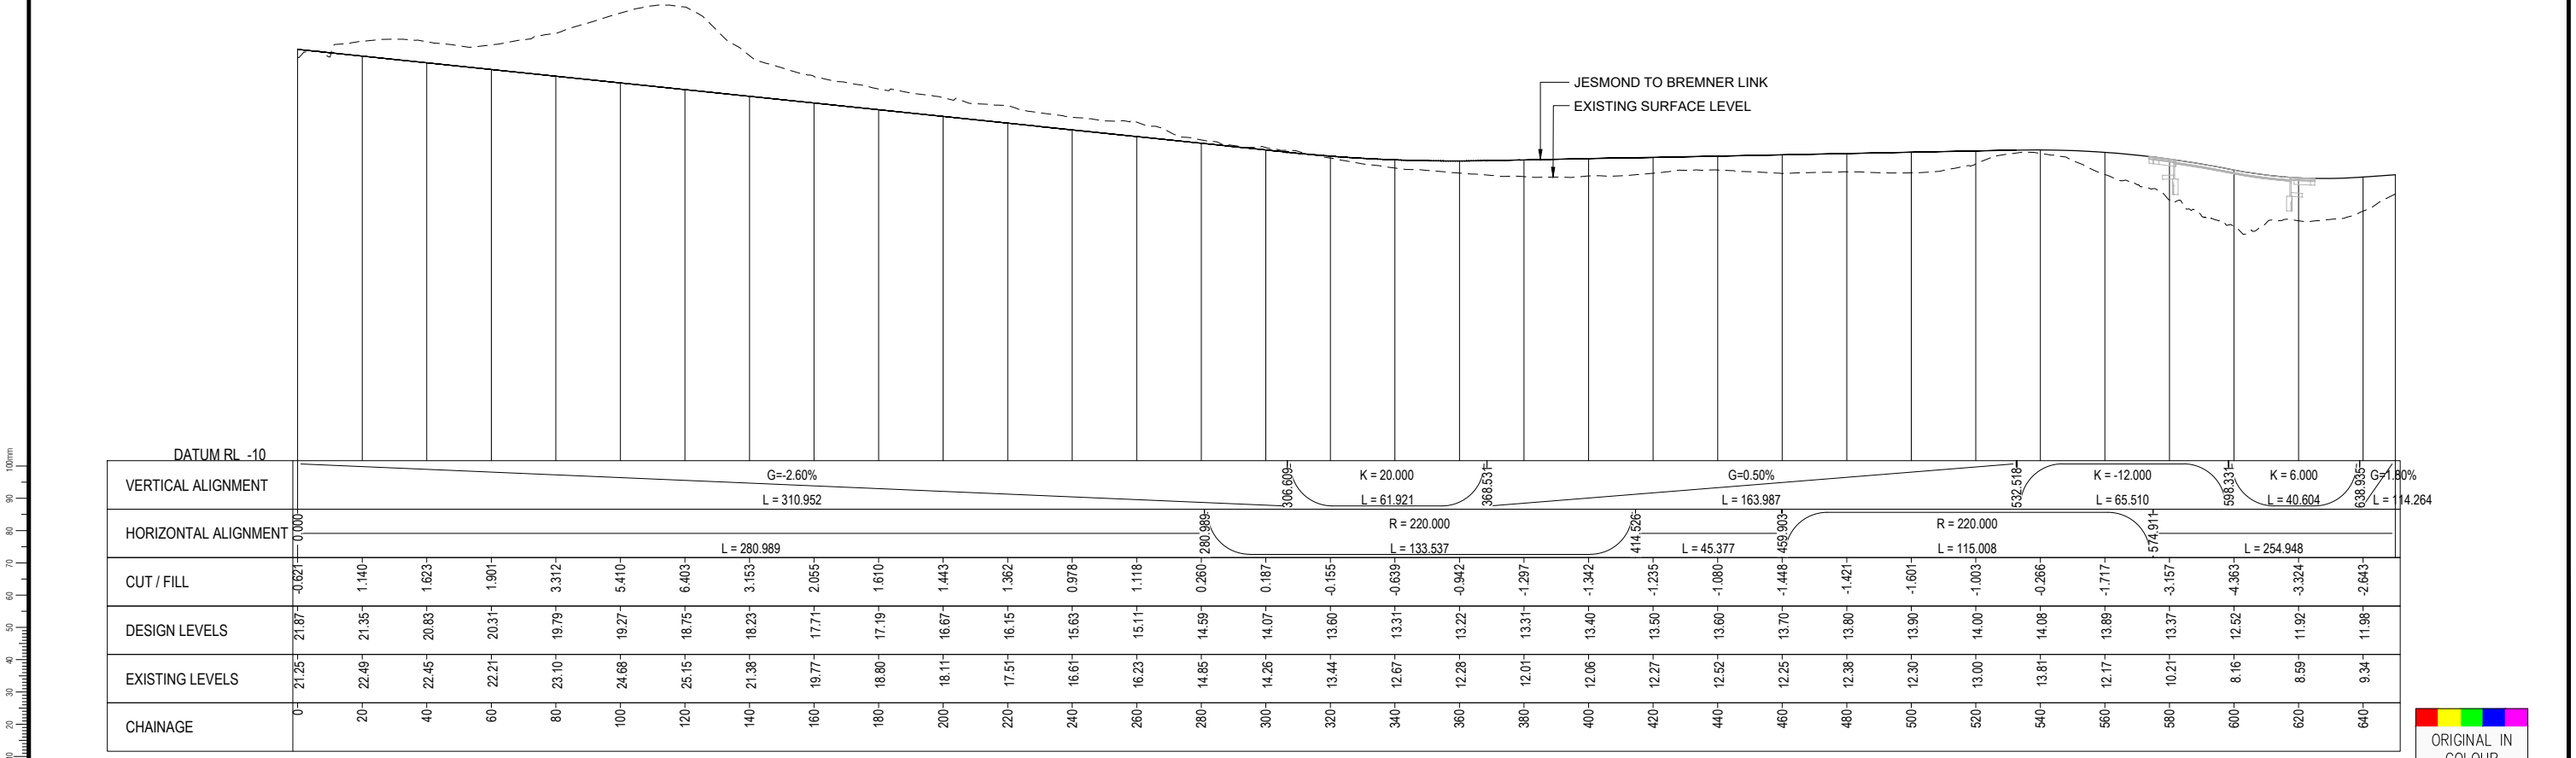 JESMOND TO BREMNER LINK
EXISTING SURFACE LEVEL
DATUM RL -10
VERTICAL ALIGNMENT
G=-2.60%
L = 310.952
306.609
K = 20.000
L = 61.921
368.531
G=0.50%
L = 163.987
532.518
K = -12.000
L = 65.510
598.331
K = 6.000
L = 40.604
638.935
G=1.80%
L = 114.264
HORIZONTAL ALIGNMENT
0.000
L = 280.989
280.989
R = 220.000
L = 133.537
414.526
L = 45.377
459.903
R = 220.000
L = 115.008
574.911
L = 254.948
CUT / FILL -0.621 1.140 1.623 1.901 3.312 5.410 6.403 3.153 2.055 1.610 1.443 1.362 0.978 1.118 0.260 0.187 -0.155 -0.639 -0.942 -1.297 -1.342 -1.235 -1.080 -1.448 -1.421 -1.601 -1.003 -0.266 -1.717 -3.157 -4.363 -3.324 -2.643
DESIGN LEVELS 21.87 21.35 20.83 20.31 19.79 19.27 18.75 18.23 17.71 17.19 16.67 16.15 15.63 15.11 14.59 14.07 13.60 13.31 13.22 13.31 13.40 13.50 13.60 13.70 13.80 13.90 14.00 14.08 13.89 13.37 12.52 11.92 11.98
EXISTING LEVELS 21.25 22.49 22.45 22.21 23.10 24.68 25.15 21.38 19.77 18.80 18.11 17.51 16.61 16.23 14.85 14.26 13.44 12.67 12.28 12.01 12.06 12.27 12.52 12.25 12.38 12.30 13.00 13.81 12.17 10.21 8.16 8.59 9.34
CHAINAGE 0 20 40 60 80 100 120 140 160 180 200 220 240 260 280 300 320 340 360 380 400 420 440 460 480 500 520 540 560 580 600 620 640
100mm
90
80
70
60
50
40
30
20
10
ORIGINAL IN
COLOUR